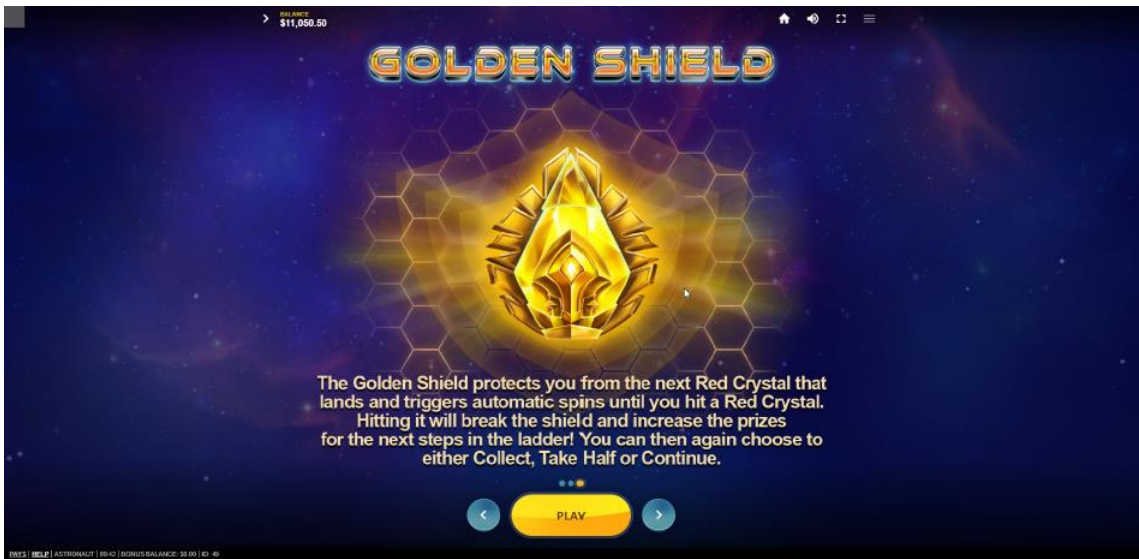 BALANCE
$11,050.50
GOLDEN SHIELD
The Golden Shield protects you from the next Red Crystal that
lands and triggers automatic spins until you hit a Red Crystal.
Hitting it will break the shield and increase the prizes
for the next steps in the ladder! You can then again choose to
either Collect, Take Half or Continue.
PLAY
PAYS | HELP | ASTRONAUT | 09:42 | BONUS BALANCE: $0.00 | ID: 49